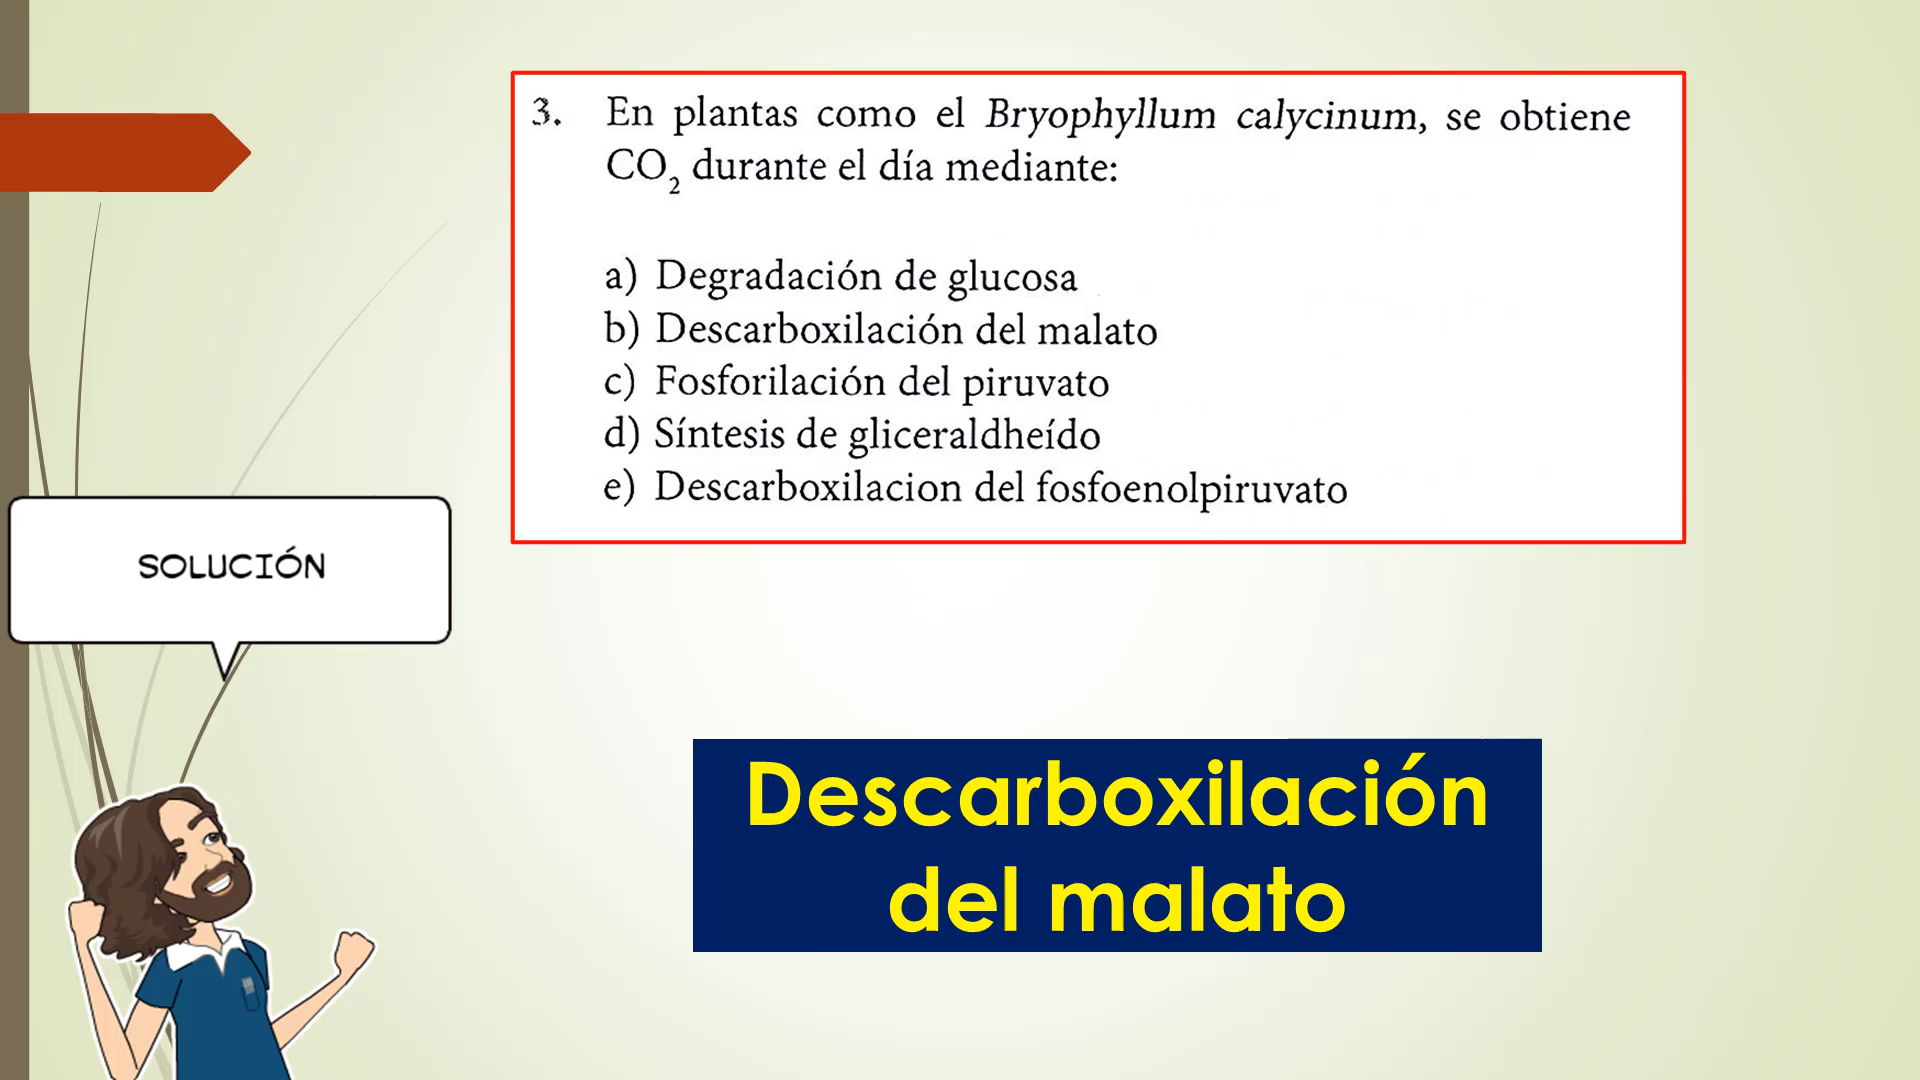 3. En plantas como el Bryophyllum calycinum, se obtiene
CO₂ durante el día mediante:
a) Degradación de glucosa
b) Descarboxilación del malato
c) Fosforilación del piruvato
d) Síntesis de gliceraldheído
e) Descarboxilacion del fosfoenolpiruvato
SOLUCIÓN
Descarboxilación
del malato